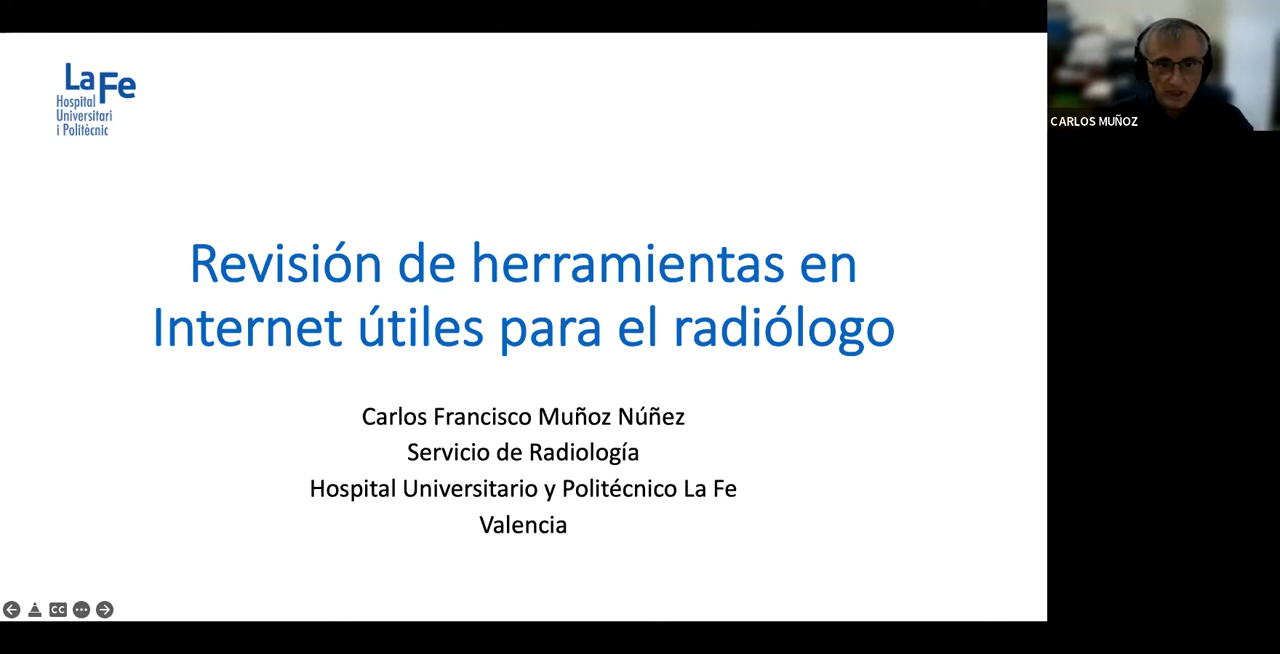 La Fe
Hospital
Universitari
i Politècnic
CARLOS MUÑOZ
Revisión de herramientas en
Internet útiles para el radiólogo
Carlos Francisco Muñoz Núñez
Servicio de Radiología
Hospital Universitario y Politécnico La Fe
Valencia
CC